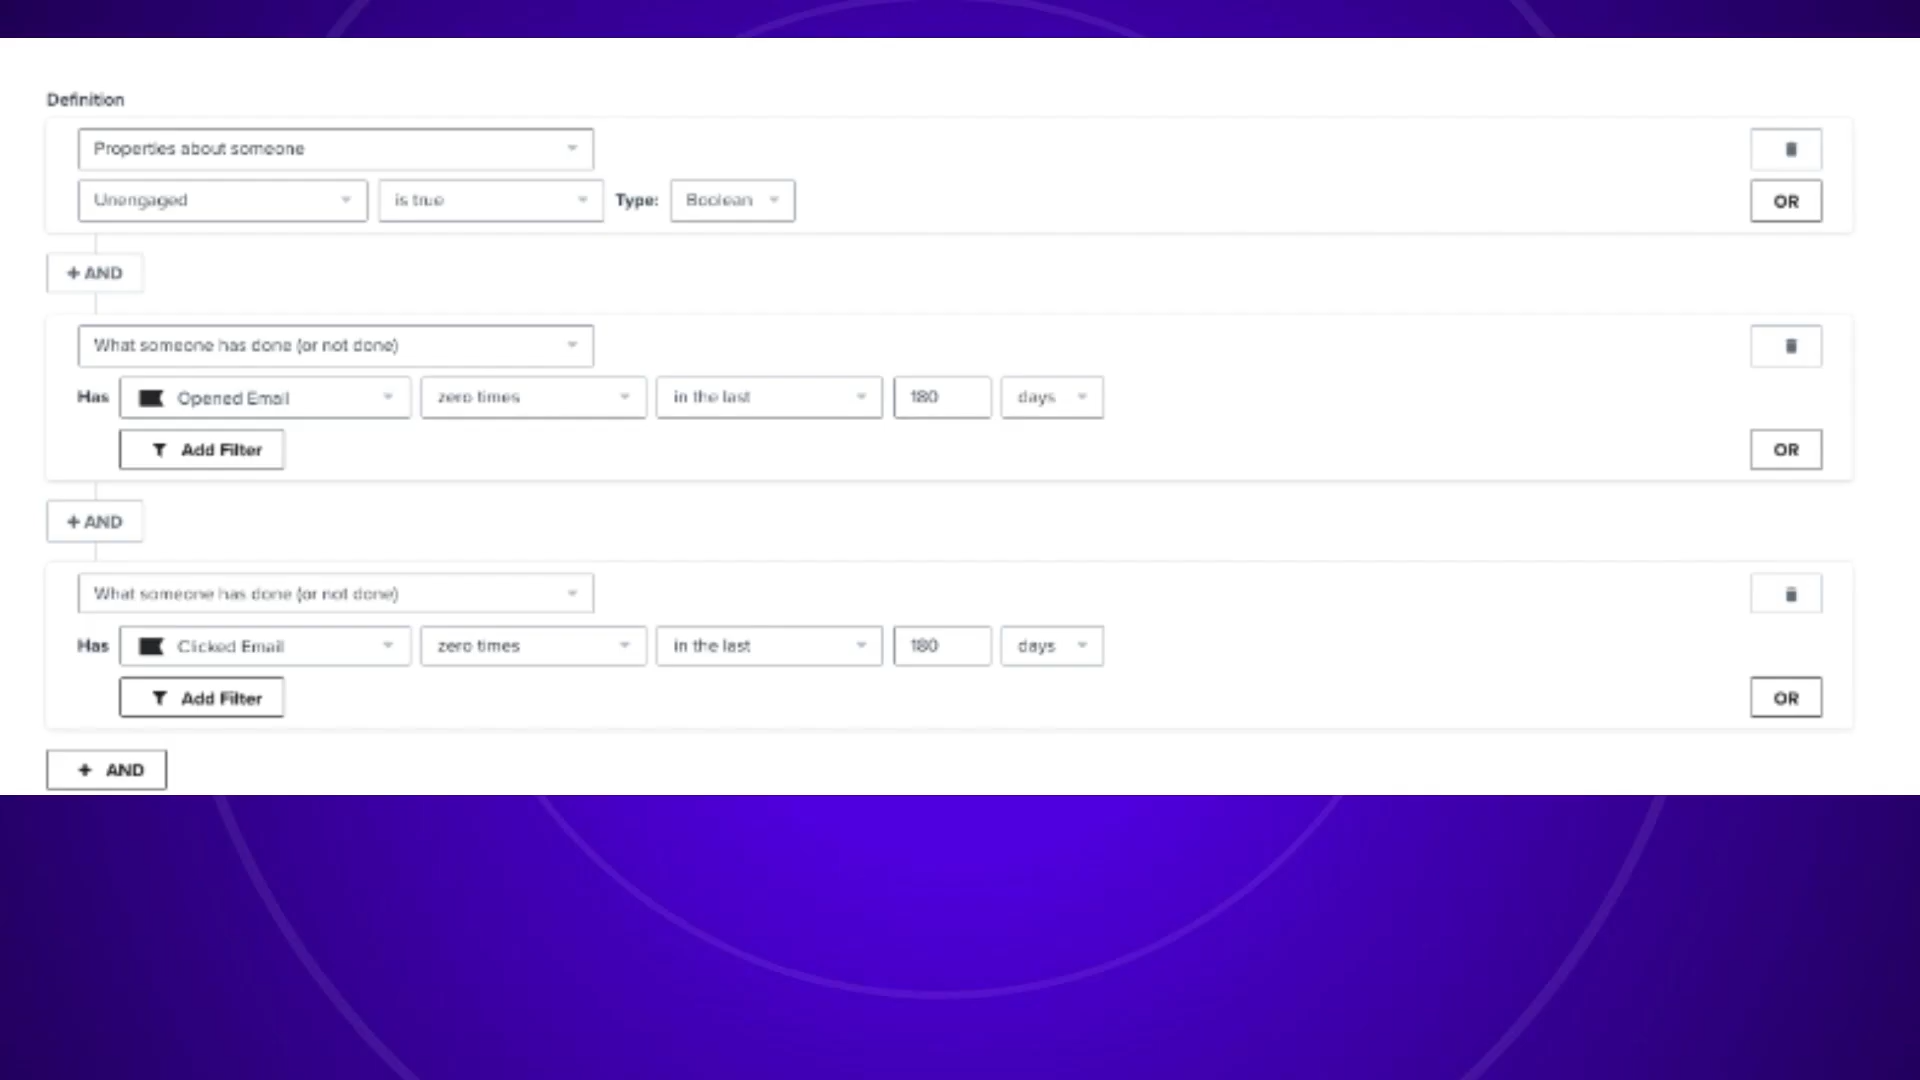 Definition
Properties about someone
Unengaged is true Type: Boolean
OR
+ AND
What someone has done (or not done)
Has Opened Email zero times in the last 180 days
Add Filter OR
+ AND
What someone has done (or not done)
Has Clicked Email zero times in the last 180 days
Add Filter OR
+ AND